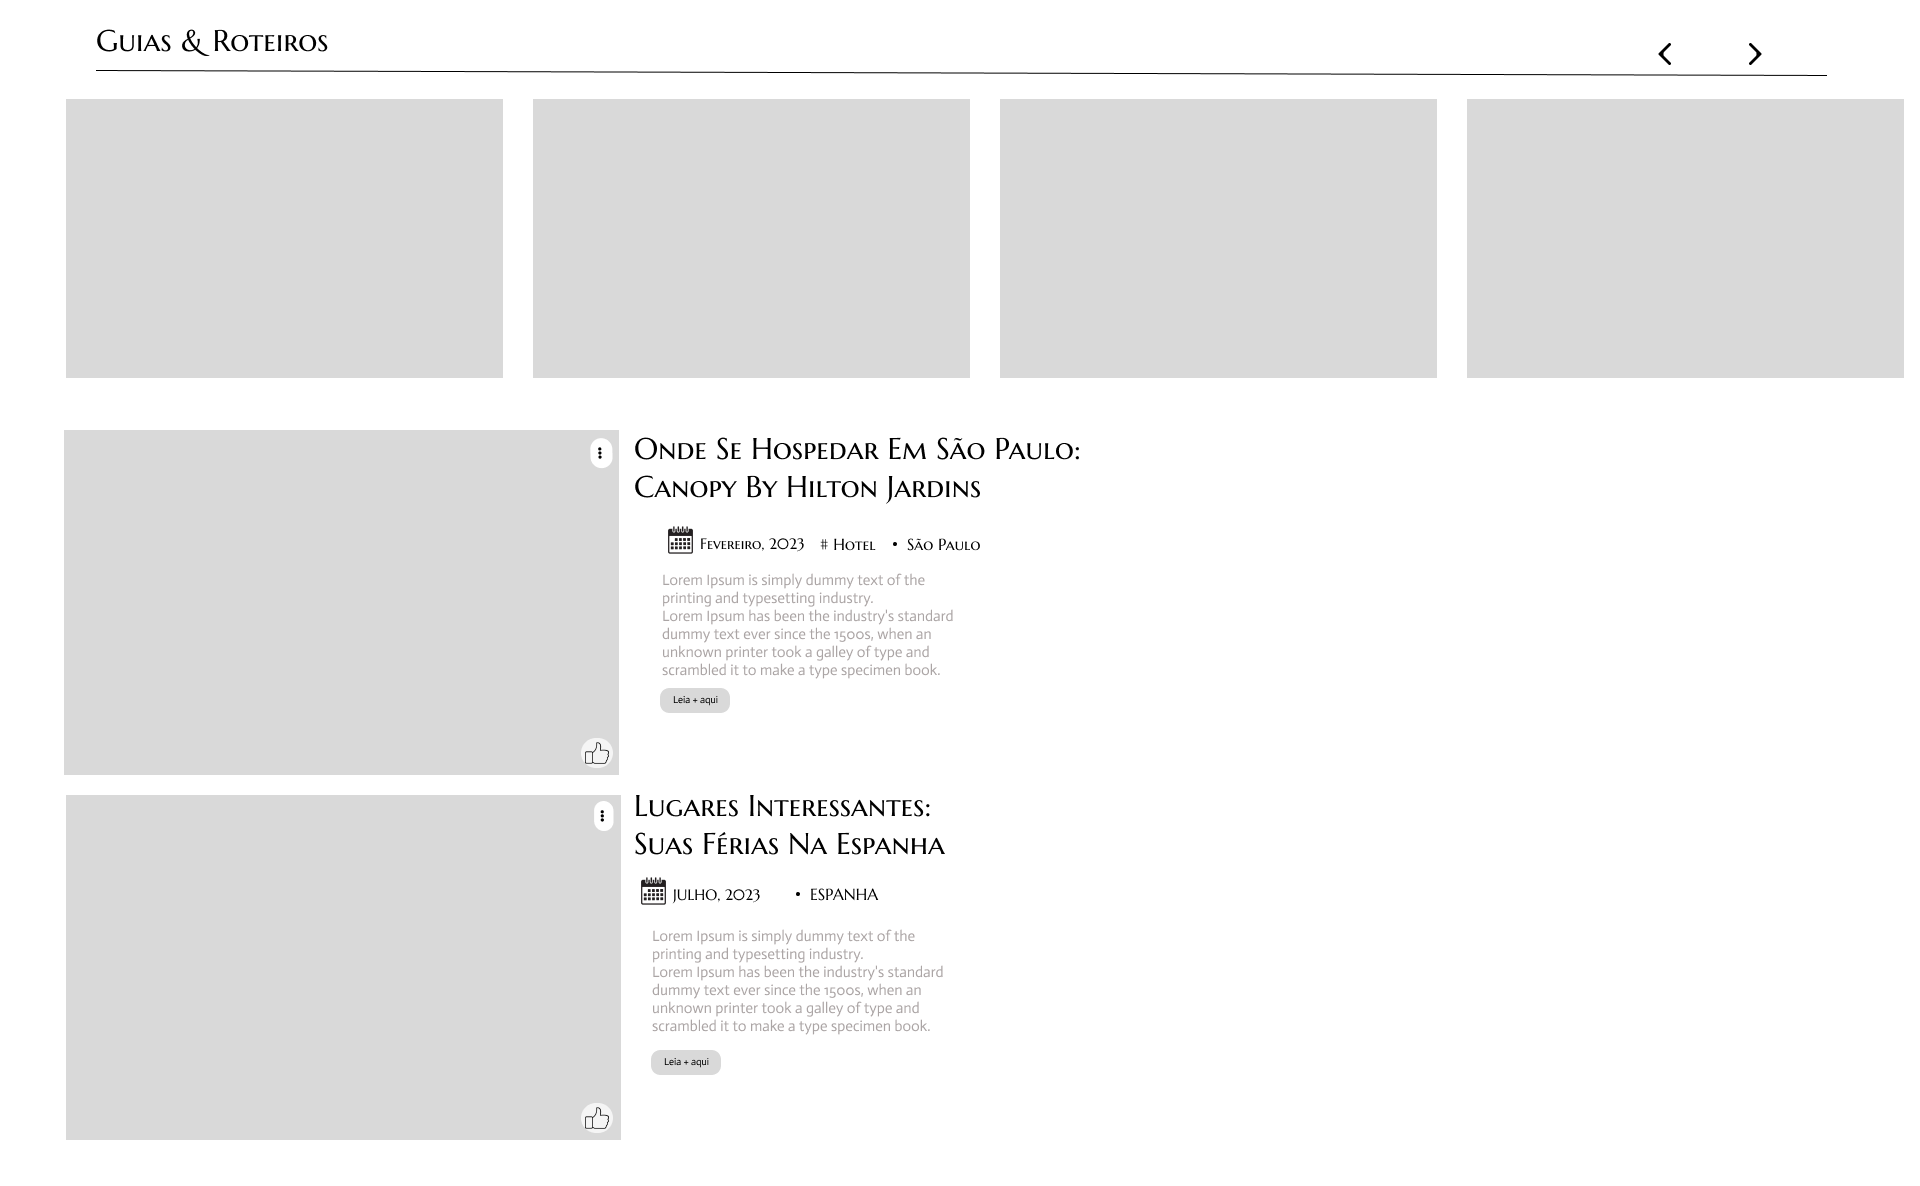 Guias & Roteiros
Onde Se Hospedar Em São Paulo:
Canopy By Hilton Jardins
Fevereiro, 2023 # Hotel • São Paulo
Lorem Ipsum is simply dummy text of the
printing and typesetting industry.
Lorem Ipsum has been the industry's standard
dummy text ever since the 1500s, when an
unknown printer took a galley of type and
scrambled it to make a type specimen book.
Leia + aqui
Lugares Interessantes:
Suas Férias Na Espanha
JULHO, 2023 • ESPANHA
Lorem Ipsum is simply dummy text of the
printing and typesetting industry.
Lorem Ipsum has been the industry's standard
dummy text ever since the 1500s, when an
unknown printer took a galley of type and
scrambled it to make a type specimen book.
Leia + aqui